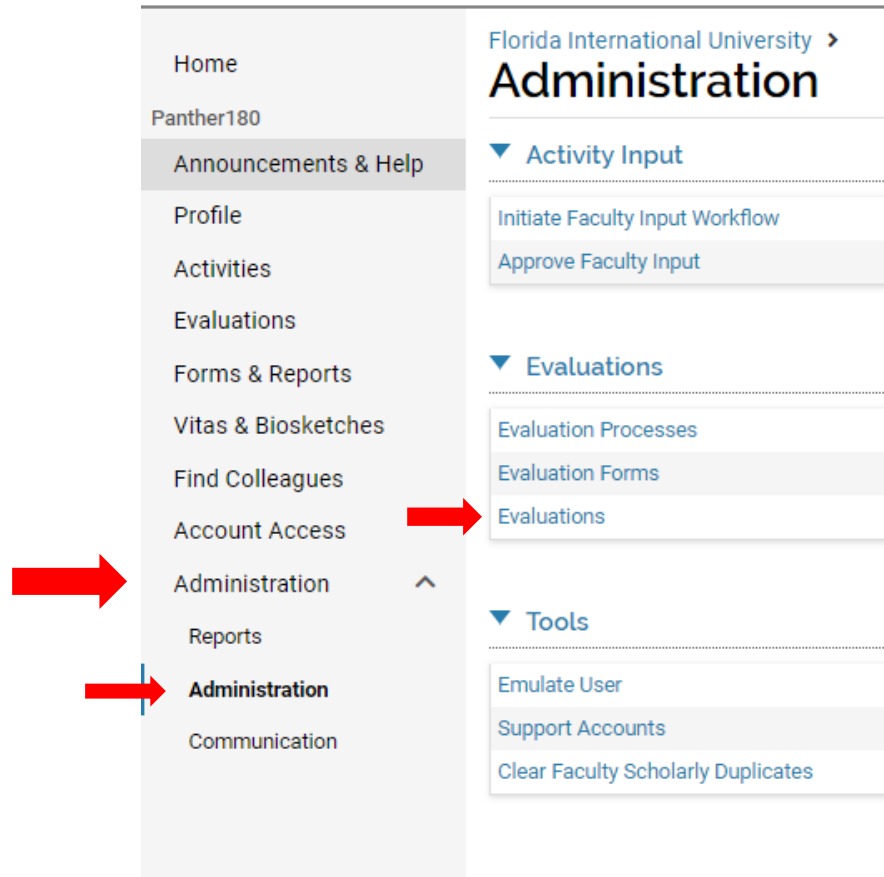 Home
Panther180
Announcements & Help
Profile
Activities
Evaluations
Forms & Reports
Vitas & Biosketches
Find Colleagues
Account Access
Administration
Reports
Administration
Communication
Florida International University >
Administration
Activity Input
Initiate Faculty Input Workflow
Approve Faculty Input
Evaluations
Evaluation Processes
Evaluation Forms
Evaluations
Tools
Emulate User
Support Accounts
Clear Faculty Scholarly Duplicates